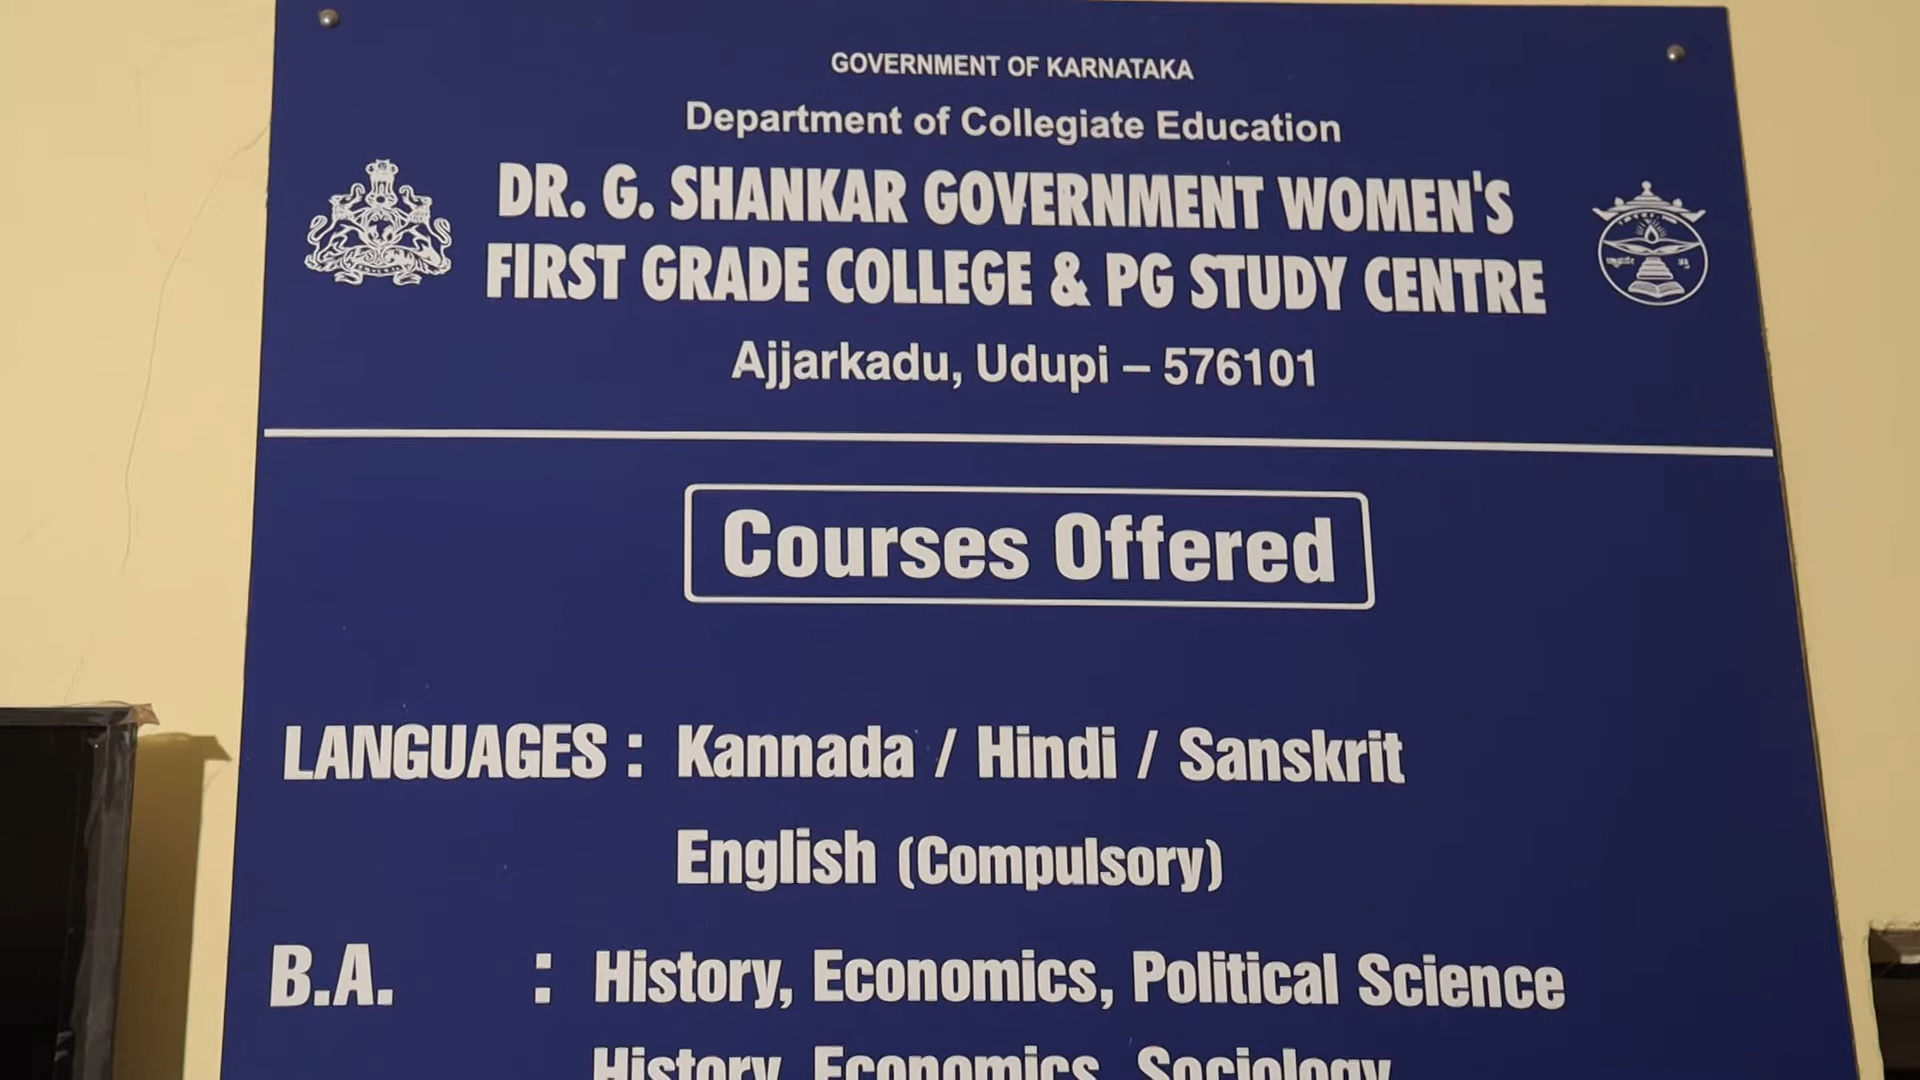 GOVERNMENT OF KARNATAKA
Department of Collegiate Education
DR. G. SHANKAR GOVERNMENT WOMEN'S
FIRST GRADE COLLEGE & PG STUDY CENTRE
Ajjarkadu, Udupi – 576101
Courses Offered
LANGUAGES : Kannada / Hindi / Sanskrit
English (Compulsory)
B.A. : History, Economics, Political Science
History, Economics, Sociology